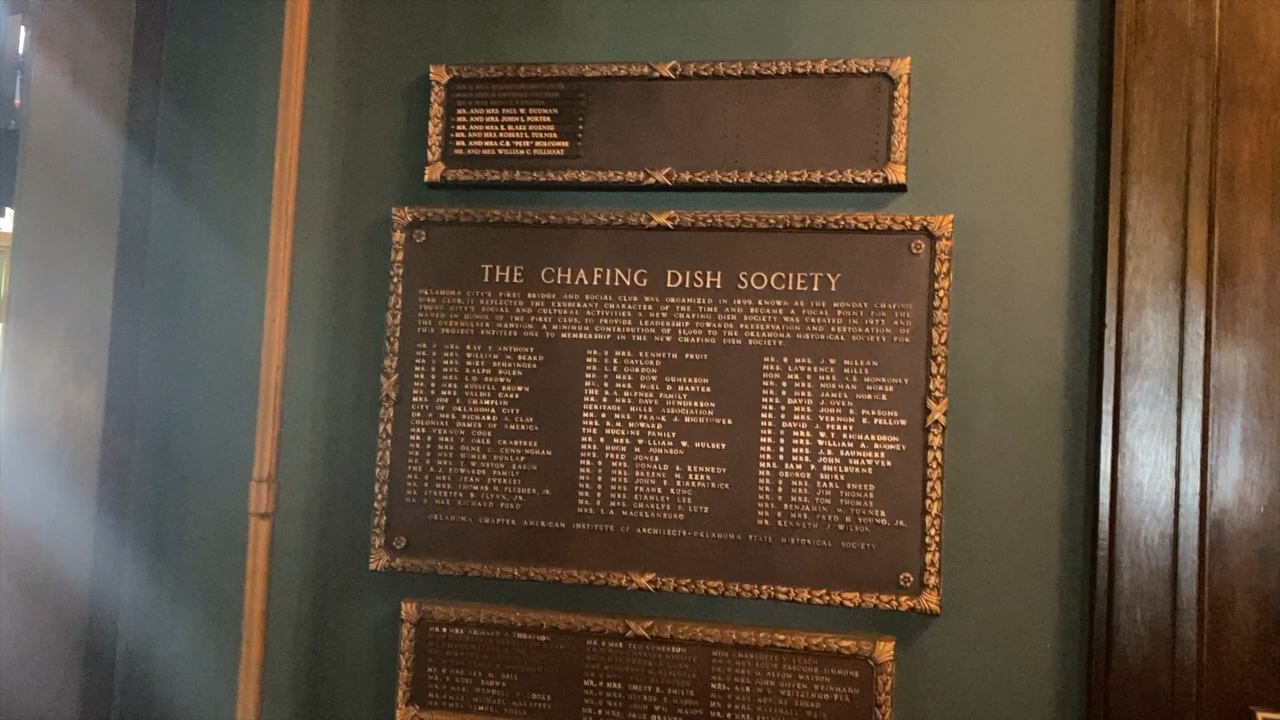 MR. AND MRS. PAUL W. DUDMAN
MR. AND MRS. JOHN L. PORTER
MR. AND MRS. E. BLAKE HOENIG
MR. AND MRS. ROBERT L. TURNER
MR. AND MRS. C.B. "PETE" HOLCOMBE
MR. AND MRS. WILLIAM C. FULLHART
THE CHAFING DISH SOCIETY
OKLAHOMA CITY'S FIRST BRIDGE AND SOCIAL CLUB WAS ORGANIZED IN 1899. KNOWN AS THE MONDAY CHAFING
DISH CLUB, IT REFLECTED THE EXUBERANT CHARACTER OF THE TIME AND BECAME A FOCAL POINT FOR THE
YOUNG CITY'S SOCIAL AND CULTURAL ACTIVITIES. A NEW CHAFING DISH SOCIETY WAS CREATED IN 1973, AND
NAMED IN HONOR OF THE FIRST CLUB, TO PROVIDE LEADERSHIP TOWARDS PRESERVATION AND RESTORATION OF
THE OVERHOLSER MANSION. A MINIMUM CONTRIBUTION OF $1,000 TO THE OKLAHOMA HISTORICAL SOCIETY FOR
THIS PROJECT ENTITLES ONE TO MEMBERSHIP IN THE NEW CHAFING DISH SOCIETY.
MR. & MRS. RAY T. ANTHONY
MR. & MRS. WILLIAM M. BEARD
MR. & MRS. MIKE BEHRINGER
MRS. RALPH BOLEN
MR. & MRS. L.D. BROWN
MR. & MRS. RUSSELL BROWN
MR. & MRS. VALINE CARR
MRS. JOE E. CHAMPLIN
CITY OF OKLAHOMA CITY
DR. & MRS. RICHARD A. CLAY
COLONIAL DAMES OF AMERICA
MRS. VERNON COOK
MR. & MRS. F. DALE CRABTREE
MR. & MRS. GENE C. CUNNINGHAM
MR. & MRS. HOMER DUNLAP
MR. & MRS. T. WINSTON EASON
THE A.J. EDWARDS FAMILY
MR. & MRS. JEAN EVEREST
MR. & MRS. THOMAS H. FLESHER, JR.
MR. STREETER B. FLYNN, JR.
MR. & MRS. RICHARD FORD
MR. & MRS. KENNETH FRUIT
MR. E.K. GAYLORD
MR. L.E. GORDON
MR. & MRS. DOW GUMERSON
MR. & MRS. NOEL D. HARTER
THE R.A. HEFNER FAMILY
MR. & MRS. DAVE HENDERSON
HERITAGE HILLS ASSOCIATION
MR. & MRS. FRANK J. HIGHTOWER
MRS. R.M. HOWARD
THE HUCKINS FAMILY
MR. & MRS. WILLIAM W. HULSEY
MRS. HUGH M. JOHNSON
MRS. FRED JONES
MR. & MRS. DONALD S. KENNEDY
MR. & MRS. BREENE M. KERR
MR. & MRS. JOHN E. KIRKPATRICK
MR. & MRS. FRANK KUNC
MR. & MRS. STANLEY LEE
MR. & MRS. CHARLES E. LUTZ
MRS. L.A. MACKLANBURG
MR. & MRS. J.W. McLEAN
MRS. LAWRENCE MILLS
HON. MR. & MRS. A.S. MONRONEY
MR. & MRS. NORMAN MORSE
MR. & MRS. JAMES NORICK
MRS. DAVID J. OVEN
MR. & MRS. JOHN R. PARSONS
MR. & MRS. VERNON E. PELLOW
MR. DAVID J. PERRY
MR. & MRS. W.T. RICHARDSON
MR. & MRS. WILLIAM A. ROONEY
MR. & MRS. J.B. SAUNDERS
MR. & MRS. JOHN SHAWVER
MRS. SAM P. SHELBURNE
MR. GEORGE SHIRK
MR. & MRS. EARL SNEED
MR. & MRS. JIM THOMAS
MR. & MRS. TOM THOMAS
MRS. BENJAMIN M. TURNER
MR. & MRS. FRED H. YOUNG, JR.
MR. KENNETH J. WILSON
OKLAHOMA CHAPTER AMERICAN INSTITUTE OF ARCHITECTS-OKLAHOMA STATE HISTORICAL SOCIETY
MR. & MRS. RICHARD A. THOMPSON
MR. & MRS. TED GUMERSON
MISS CHARLOTTE V. LEACH